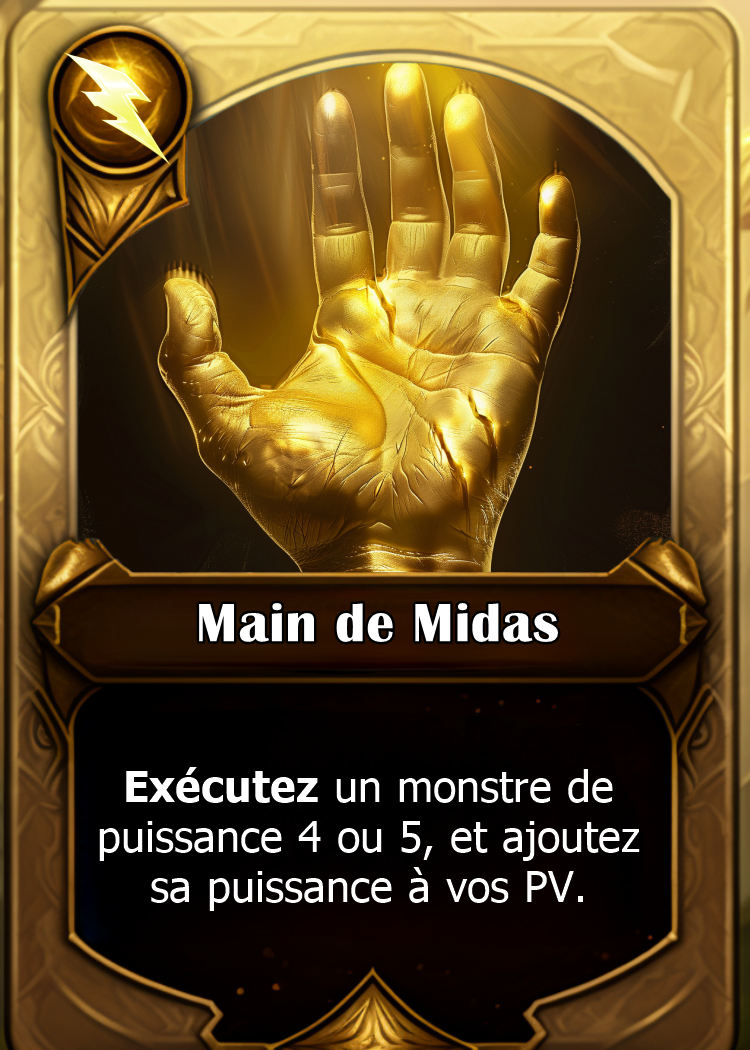 Main de Midas
Exécutez un monstre de
puissance 4 ou 5, et ajoutez
sa puissance à vos PV.